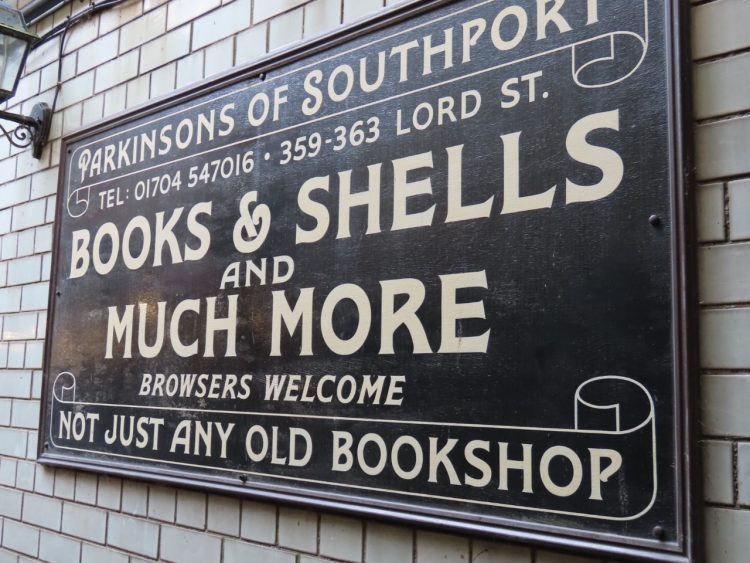 PARKINSONS OF SOUTHPORT
TEL: 01704 547016 • 359-363 LORD ST.
BOOKS & SHELLS
AND
MUCH MORE
BROWSERS WELCOME
NOT JUST ANY OLD BOOKSHOP